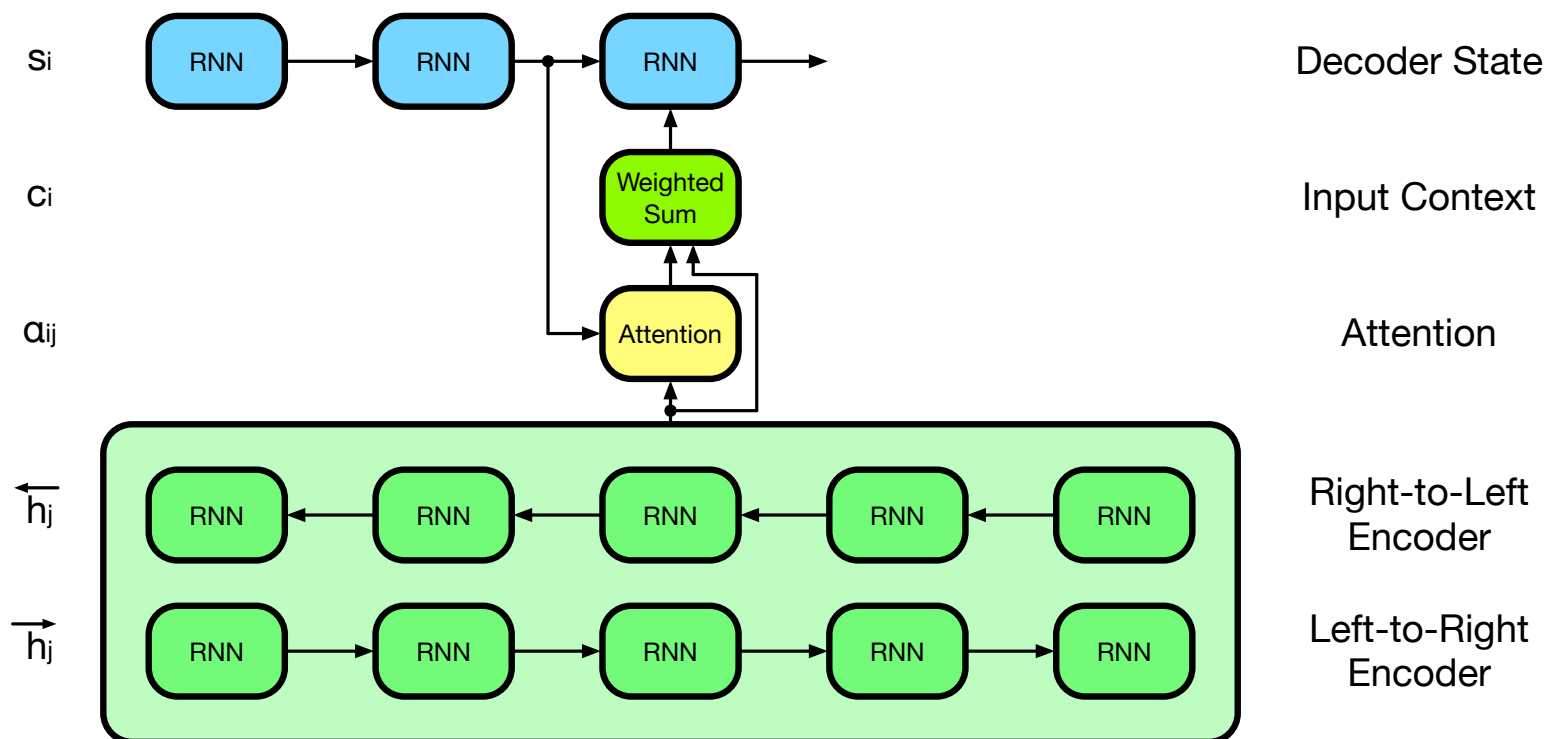 si RNN RNN RNN Decoder State
ci Weighted Sum Input Context
αij Attention Attention
hj RNN RNN RNN RNN RNN Right-to-Left Encoder
hj RNN RNN RNN RNN RNN Left-to-Right Encoder